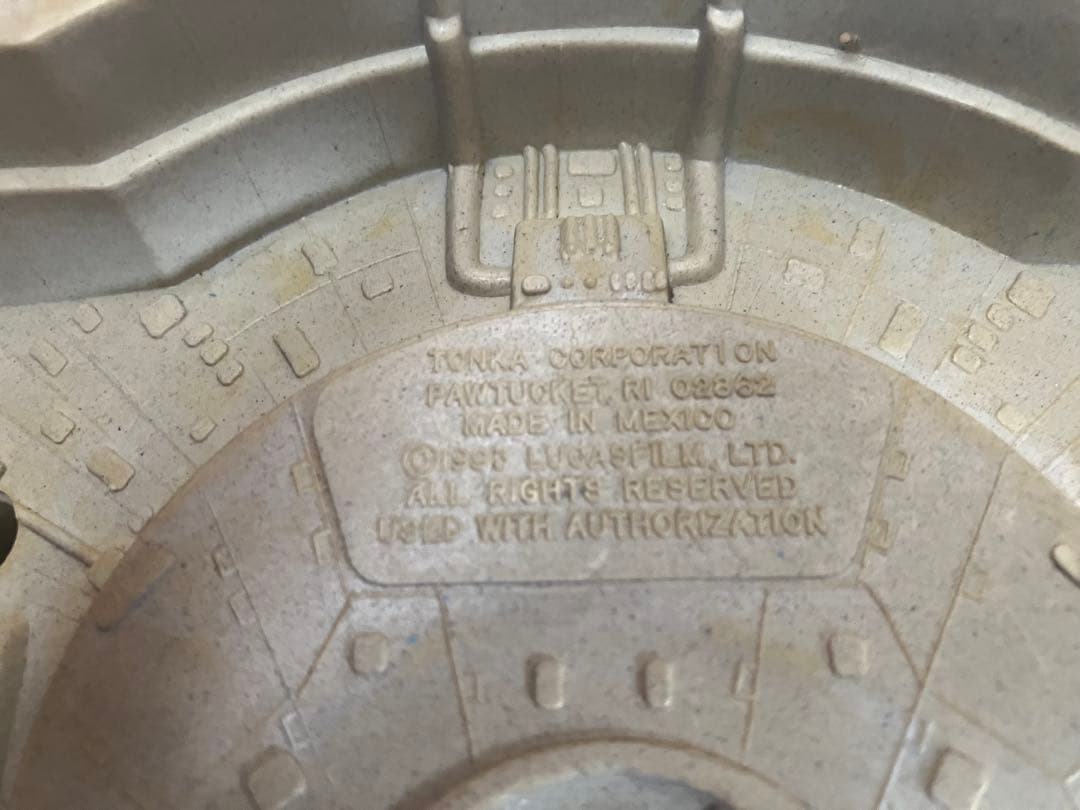 TONKA CORPORATION
PAWTUCKET, RI 02862
MADE IN MEXICO
© LUCASFILM, LTD.
ALL RIGHTS RESERVED
USED WITH AUTHORIZATION